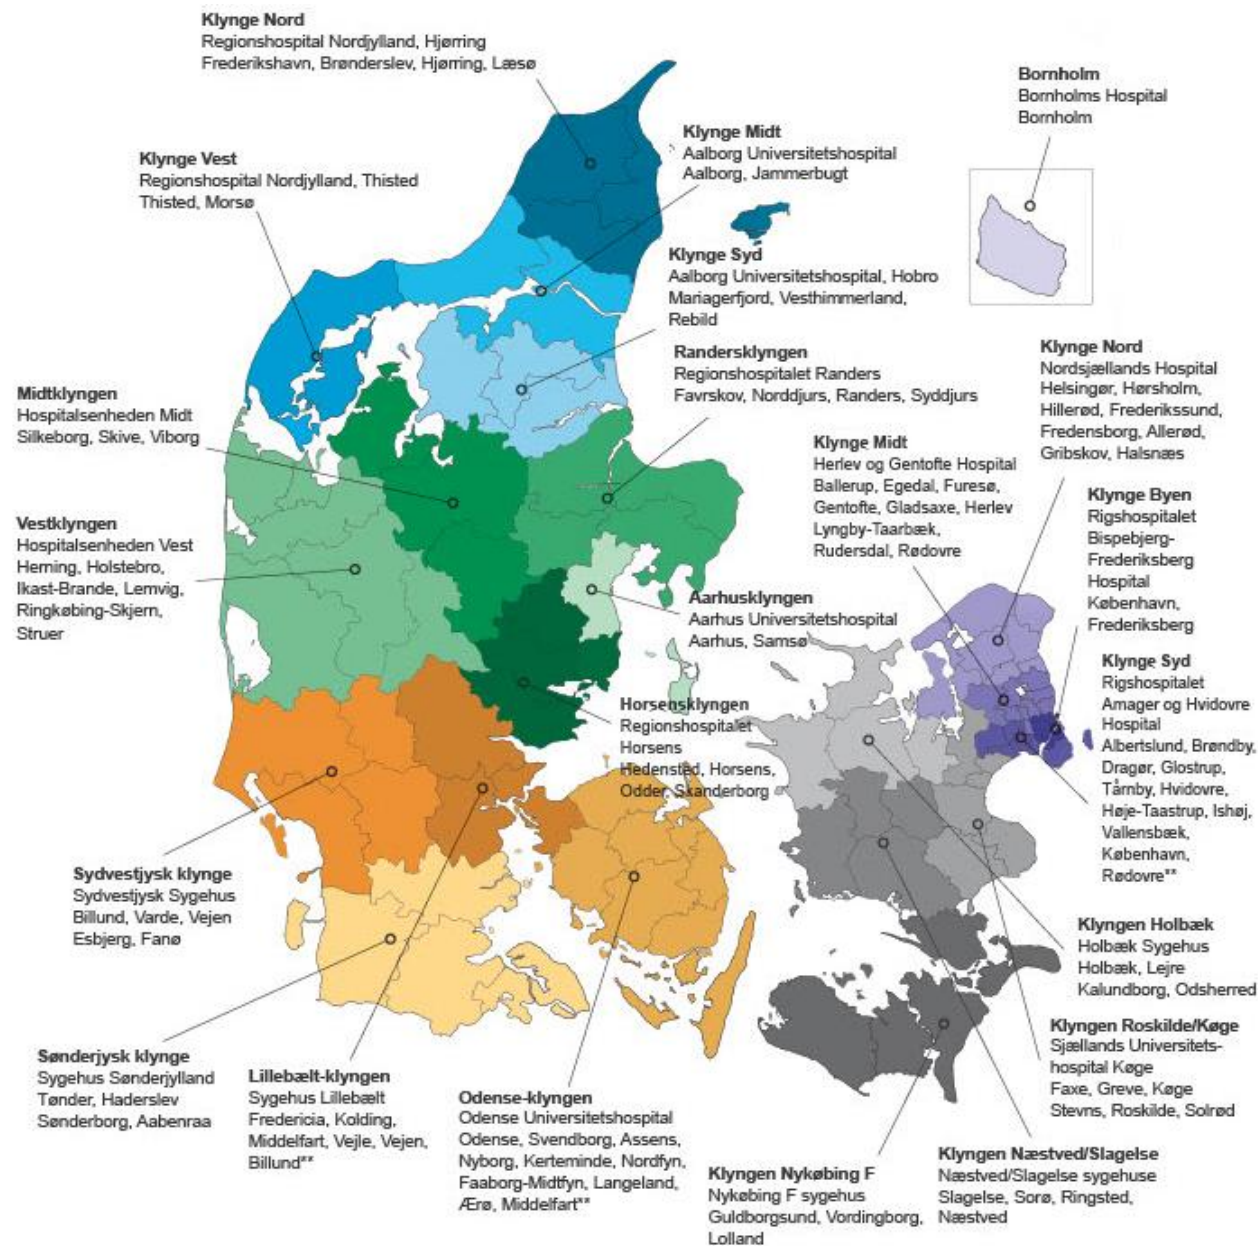 Klynge Nord
Regionshospital Nordjylland, Hjørring
Frederikshavn, Brønderslev, Hjørring, Læsø
Bornholm
Bornholms Hospital
Bornholm
Klynge Midt
Aalborg Universitetshospital
Aalborg, Jammerbugt
Klynge Vest
Regionshospital Nordjylland, Thisted
Thisted, Morsø
Klynge Syd
Aalborg Universitetshospital, Hobro
Mariagerfjord, Vesthimmerland,
Rebild
Klynge Nord
Nordsjællands Hospital
Helsingør, Hørsholm,
Hillerød, Frederikssund,
Fredensborg, Allerød,
Gribskov, Halsnæs
Randersklyngen
Regionshospitalet Randers
Favrskov, Norddjurs, Randers, Syddjurs
Midtklyngen
Hospitalsenheden Midt
Silkeborg, Skive, Viborg
Klynge Midt
Herlev og Gentofte Hospital
Ballerup, Egedal, Furesø,
Gentofte, Gladsaxe, Herlev
Lyngby-Taarbæk,
Rudersdal, Rødovre
Klynge Byen
Rigshospitalet
Bispebjerg-
Frederiksberg
Hospital
København,
Frederiksberg
Vestklyngen
Hospitalsenheden Vest
Herning, Holstebro,
Ikast-Brande, Lemvig,
Ringkøbing-Skjern,
Struer
Aarhusklyngen
Aarhus Universitetshospital
Aarhus, Samsø
Klynge Syd
Rigshospitalet
Amager og Hvidovre
Hospital
Albertslund, Brøndby,
Dragør, Glostrup,
Tårnby, Hvidovre,
Høje-Taastrup, Ishøj,
Vallensbæk,
København,
Rødovre**
Horsensklyngen
Regionshospitalet
Horsens
Hedensted, Horsens,
Odder, Skanderborg
Sydvestjysk klynge
Sydvestjysk Sygehus
Billund, Varde, Vejen
Esbjerg, Fanø
Klyngen Holbæk
Holbæk Sygehus
Holbæk, Lejre
Kalundborg, Odsherred
Klyngen Roskilde/Køge
Sjællands Universitets-
hospital Køge
Faxe, Greve, Køge
Stevns, Roskilde, Solrød
Sønderjysk klynge
Sygehus Sønderjylland
Tønder, Haderslev
Sønderborg, Aabenraa
Lillebælt-klyngen
Sygehus Lillebælt
Fredericia, Kolding,
Middelfart, Vejle, Vejen,
Billund**
Odense-klyngen
Odense Universitetshospital
Odense, Svendborg, Assens,
Nyborg, Kerteminde, Nordfyn,
Faaborg-Midtfyn, Langeland,
Ærø, Middelfart**
Klyngen Nykøbing F
Nykøbing F sygehus
Guldborgsund, Vordingborg,
Lolland
Klyngen Næstved/Slagelse
Næstved/Slagelse sygehuse
Slagelse, Sorø, Ringsted,
Næstved